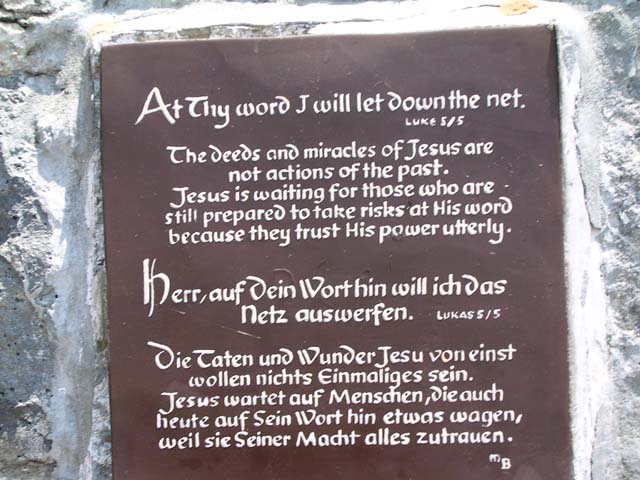 At Thy word I will let down the net.
LUKE 5/5
The deeds and miracles of Jesus are
not actions of the past.
Jesus is waiting for those who are
still prepared to take risks at His word
because they trust His power utterly.
Herr, auf Dein Wort hin will ich das
Netz auswerfen. LUKAS 5/5
Die Taten und Wunder Jesu von einst
wollen nichts Einmaliges sein.
Jesus wartet auf Menschen, die auch
heute auf Sein Wort hin etwas wagen,
weil sie Seiner Macht alles zutrauen.
mB